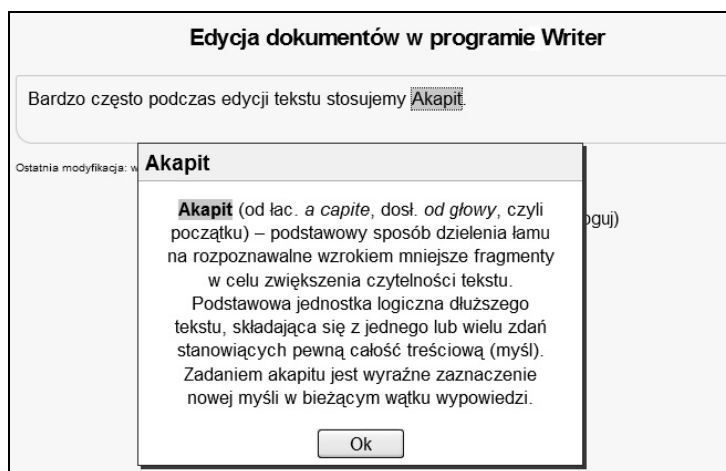 Edycja dokumentów w programie Writer
Bardzo często podczas edycji tekstu stosujemy Akapit.
Ostatnia modyfikacja: w
oguj)
Akapit
Akapit (od łac. a capite, dosł. od głowy, czyli
początku) – podstawowy sposób dzielenia łamu
na rozpoznawalne wzrokiem mniejsze fragmenty
w celu zwiększenia czytelności tekstu.
Podstawowa jednostka logiczna dłuższego
tekstu, składająca się z jednego lub wielu zdań
stanowiących pewną całość treściową (myśl).
Zadaniem akapitu jest wyraźne zaznaczenie
nowej myśli w bieżącym wątku wypowiedzi.
Ok